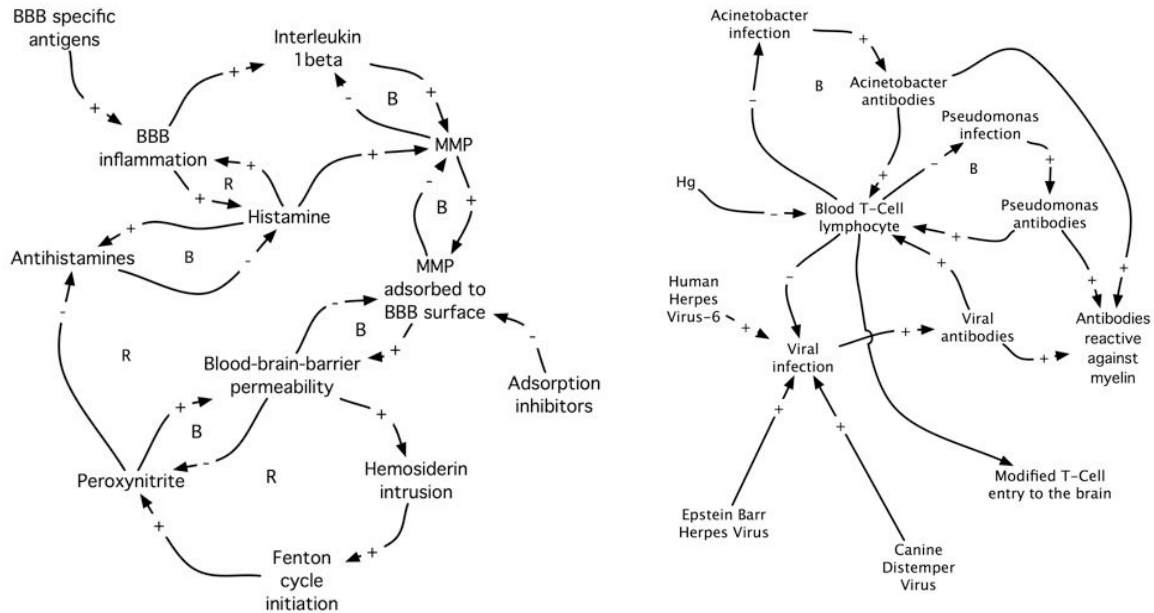 BBB specific
antigens
+
Interleukin
1beta
+
-
B
+
BBB
inflammation
+
R
+
+
MMP
-
B
+
Histamine
+
B
-
Antihistamines
MMP
adsorbed to
BBB surface
-
B
+
-
Adsorption
inhibitors
-
R
Blood-brain-barrier
permeability
+
B
-
+
Peroxynitrite
R
Hemosiderin
intrusion
+
+
Fenton
cycle
initiation
Acinetobacter
infection
+
B
Acinetobacter
antibodies
-
+
Pseudomonas
infection
-
B
+
Hg
-
Blood T-Cell
lymphocyte
+
Pseudomonas
antibodies
+
+
+
-
Human
Herpes
Virus-6
+
Viral
infection
+
Viral
antibodies
+
Antibodies
reactive
against
myelin
+
+
Modified T-Cell
entry to the brain
Epstein Barr
Herpes Virus
Canine
Distemper
Virus